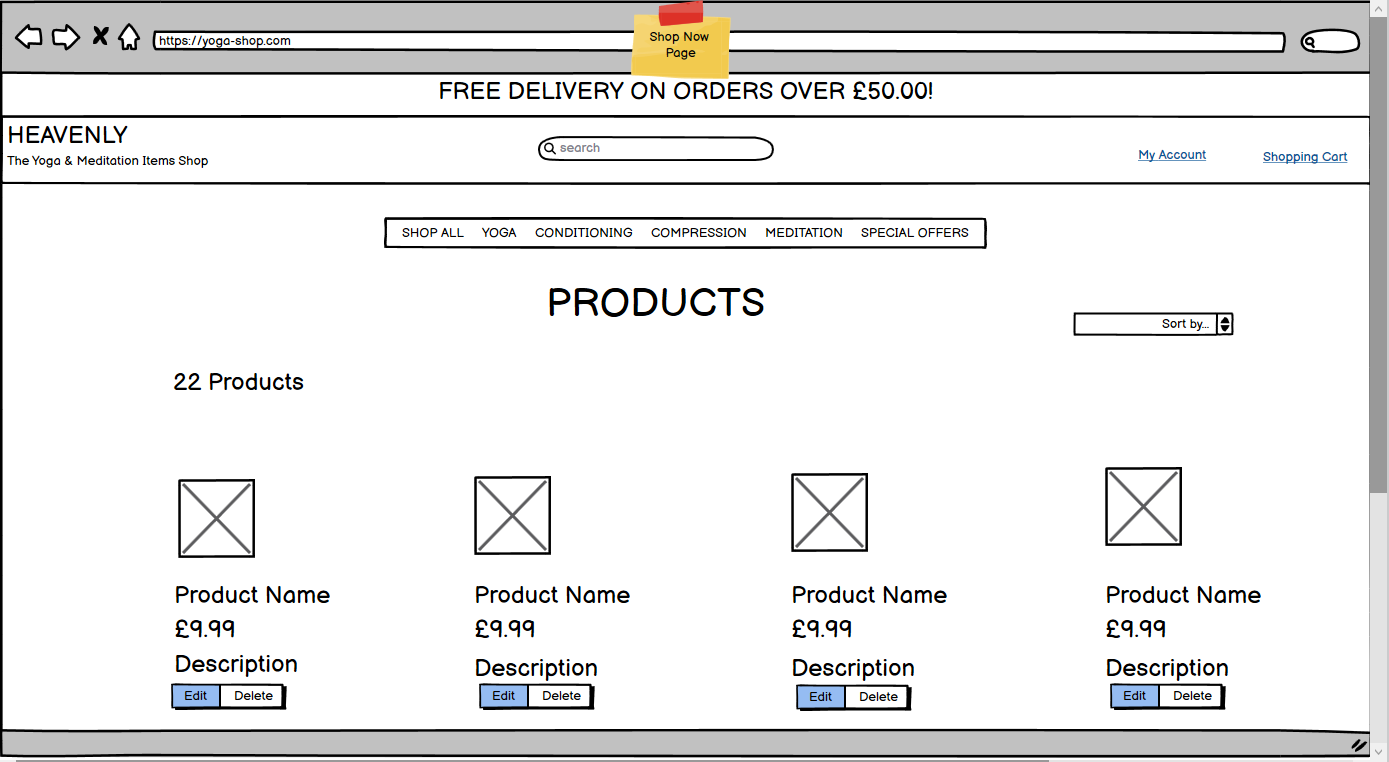 https://yoga-shop.com
Shop Now
Page
FREE DELIVERY ON ORDERS OVER £50.00!
HEAVENLY
The Yoga & Meditation Items Shop
search
My Account
Shopping Cart
SHOP ALL YOGA CONDITIONING COMPRESSION MEDITATION SPECIAL OFFERS
PRODUCTS
Sort by...
22 Products
Product Name Product Name Product Name Product Name
£9.99 £9.99 £9.99 £9.99
Description Description Description Description
Edit Delete Edit Delete Edit Delete Edit Delete